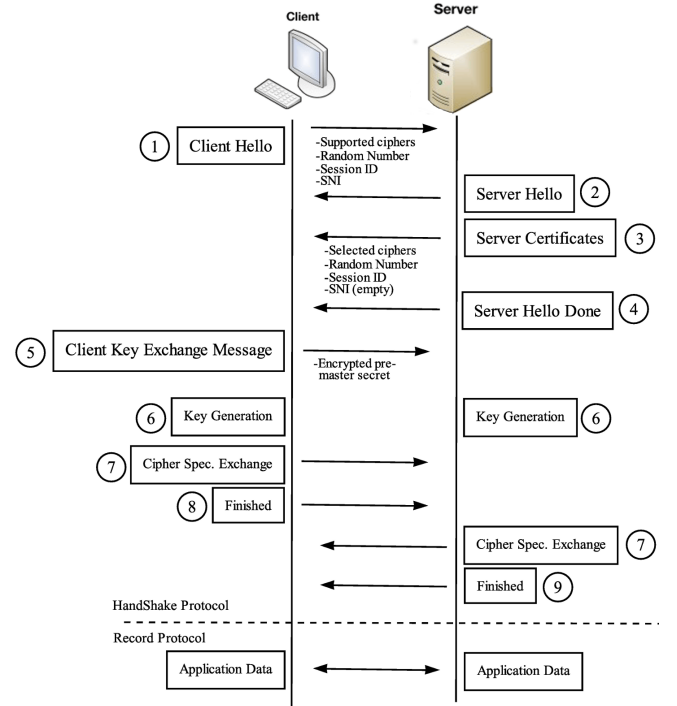 Client
Server
1
Client Hello
-Supported ciphers
-Random Number
-Session ID
-SNI
Server Hello
2
Server Certificates
3
-Selected ciphers
-Random Number
-Session ID
-SNI (empty)
Server Hello Done
4
5
Client Key Exchange Message
-Encrypted pre-
master secret
6
Key Generation
Key Generation
6
7
Cipher Spec. Exchange
8
Finished
Cipher Spec. Exchange
7
Finished
9
HandShake Protocol
Record Protocol
Application Data
Application Data